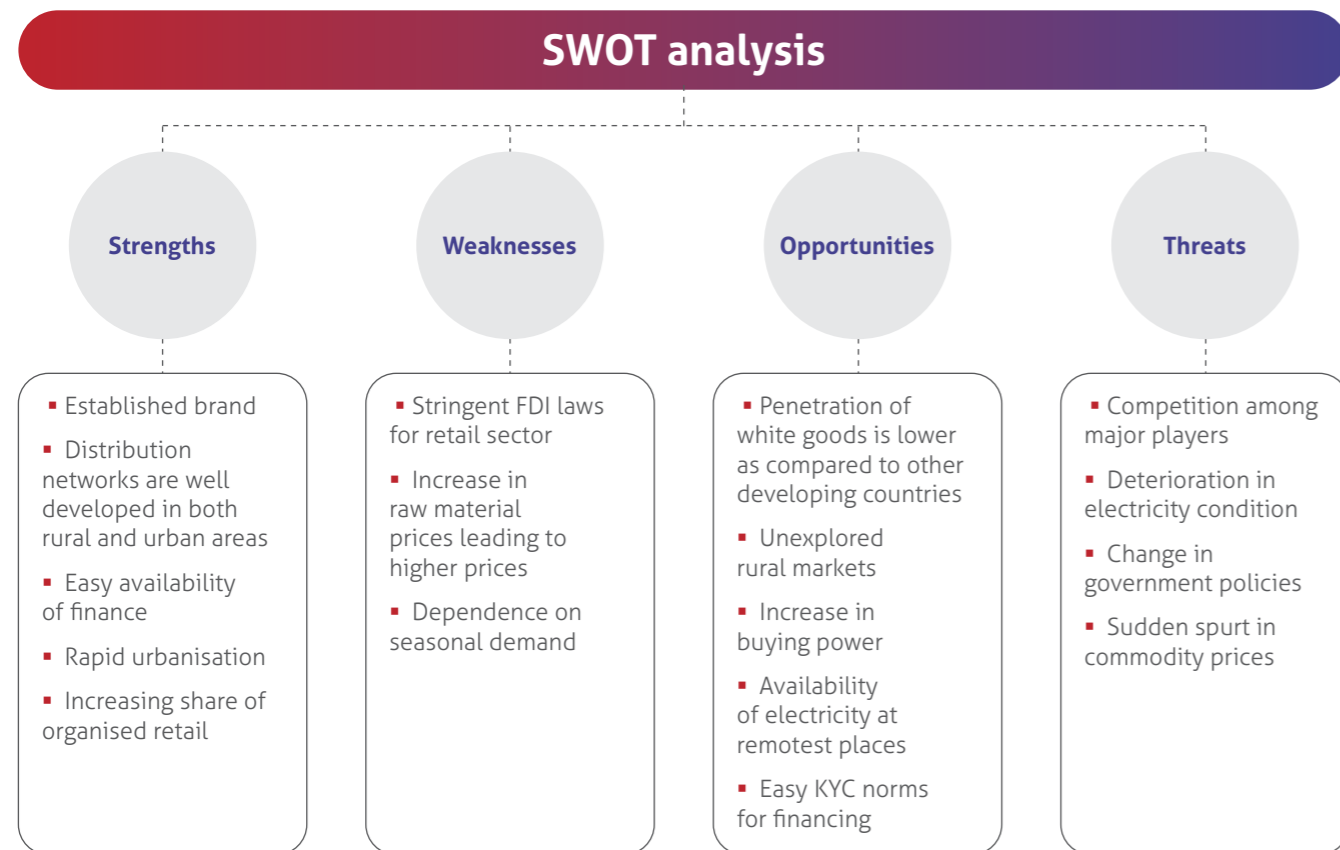 SWOT analysis
Strengths
Weaknesses
Opportunities
Threats
▪ Established brand
▪ Distribution
networks are well
developed in both
rural and urban areas
▪ Easy availability
of finance
▪ Rapid urbanisation
▪ Increasing share of
organised retail
▪ Stringent FDI laws
for retail sector
▪ Increase in
raw material
prices leading to
higher prices
▪ Dependence on
seasonal demand
▪ Penetration of
white goods is lower
as compared to other
developing countries
▪ Unexplored
rural markets
▪ Increase in
buying power
▪ Availability
of electricity at
remotest places
▪ Easy KYC norms
for financing
▪ Competition among
major players
▪ Deterioration in
electricity condition
▪ Change in
government policies
▪ Sudden spurt in
commodity prices